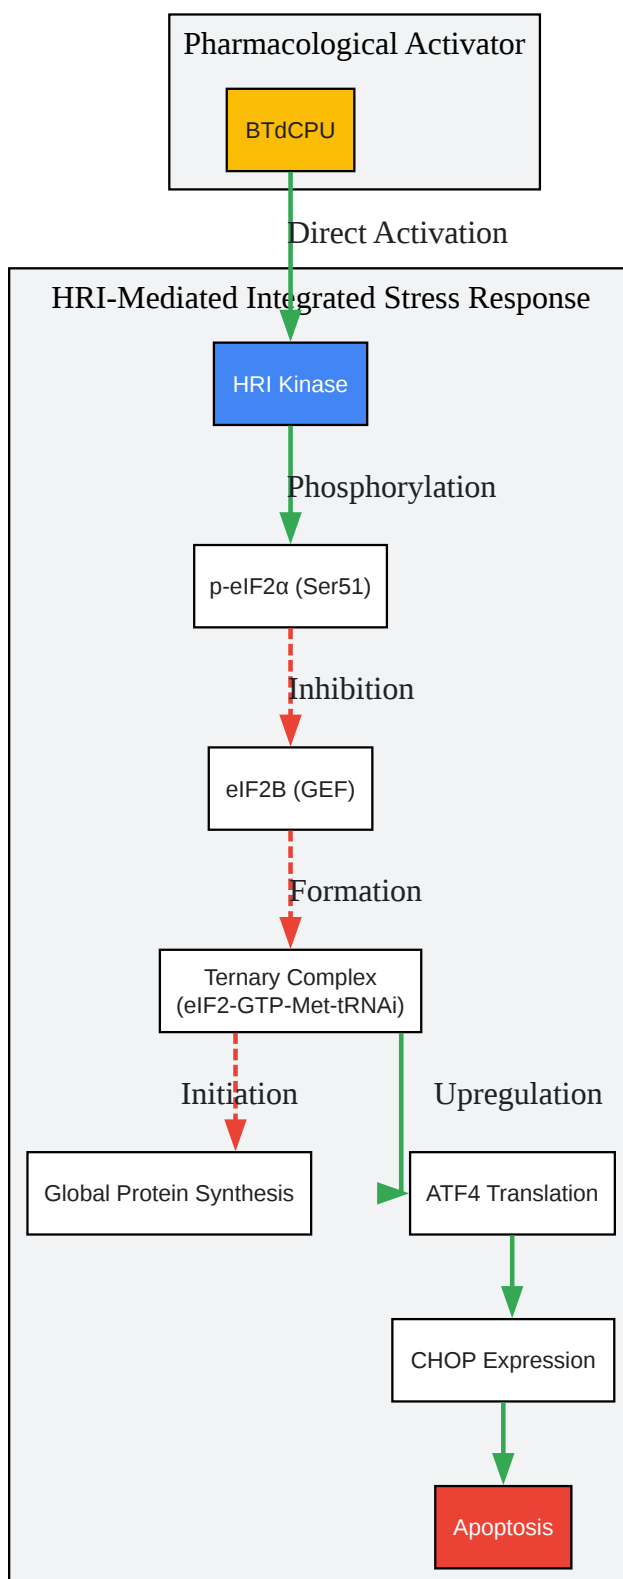 Pharmacological Activator
BTdCPU
Direct Activation
HRI-Mediated Integrated Stress Response
HRI Kinase
Phosphorylation
p-eIF2α (Ser51)
Inhibition
eIF2B (GEF)
Formation
Ternary Complex
(eIF2-GTP-Met-tRNAi)
Initiation
Upregulation
Global Protein Synthesis
ATF4 Translation
CHOP Expression
Apoptosis